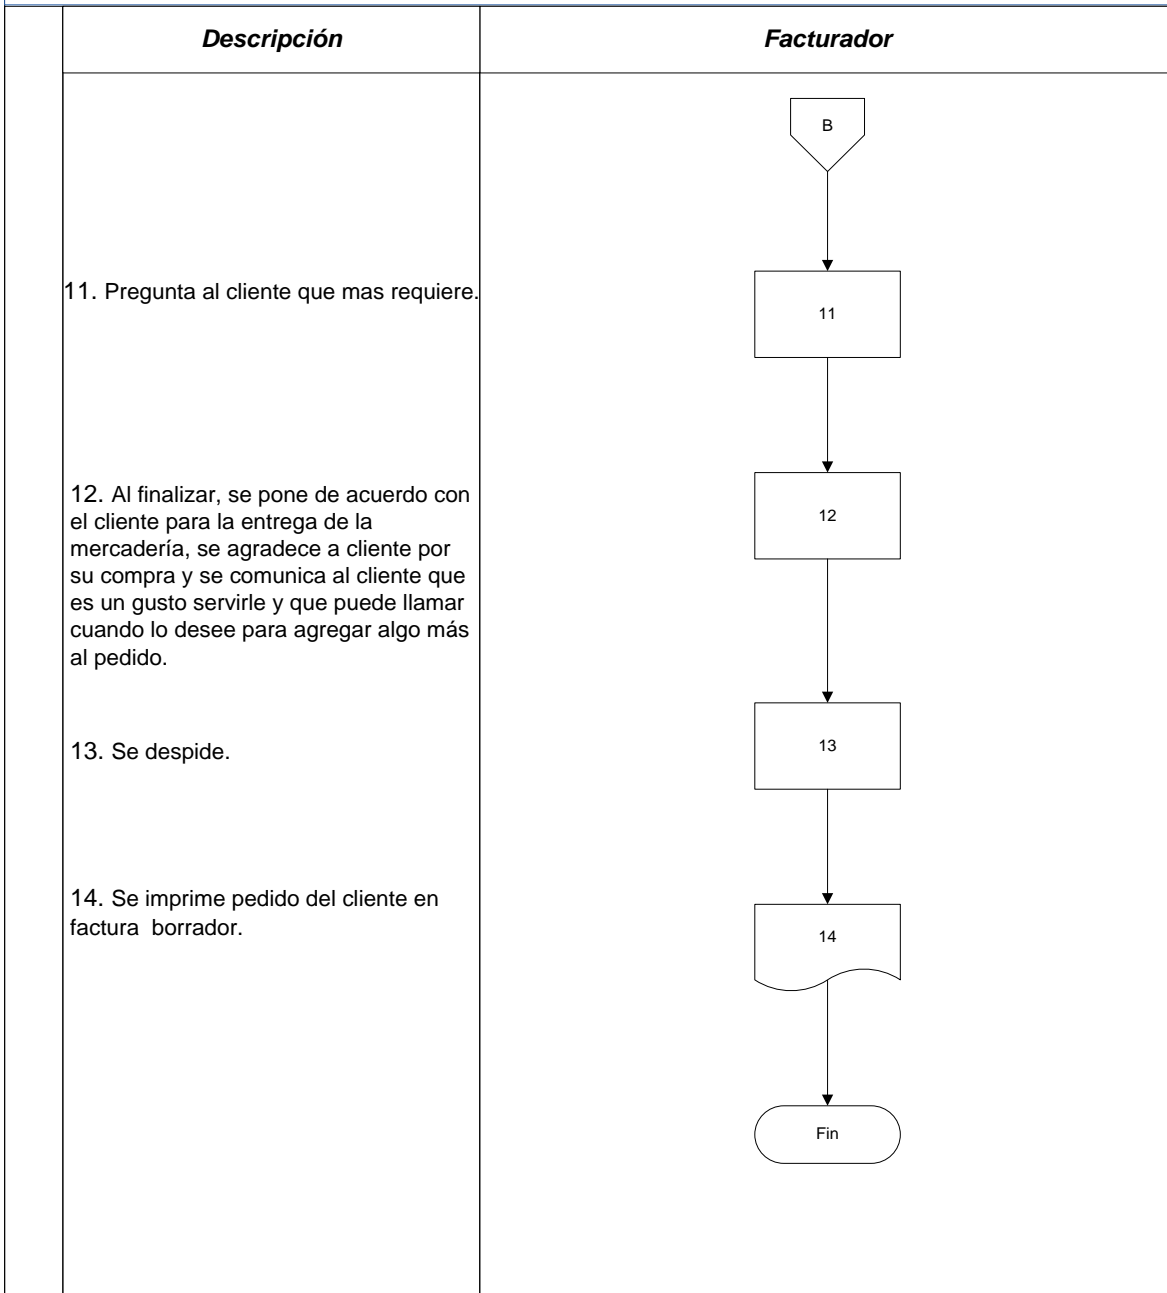 Descripción
Facturador
B
11. Pregunta al cliente que mas requiere.
11
12. Al finalizar, se pone de acuerdo con
el cliente para la entrega de la
mercadería, se agradece a cliente por
su compra y se comunica al cliente que
es un gusto servirle y que puede llamar
cuando lo desee para agregar algo más
al pedido.
12
13. Se despide.
13
14. Se imprime pedido del cliente en
factura  borrador.
14
Fin